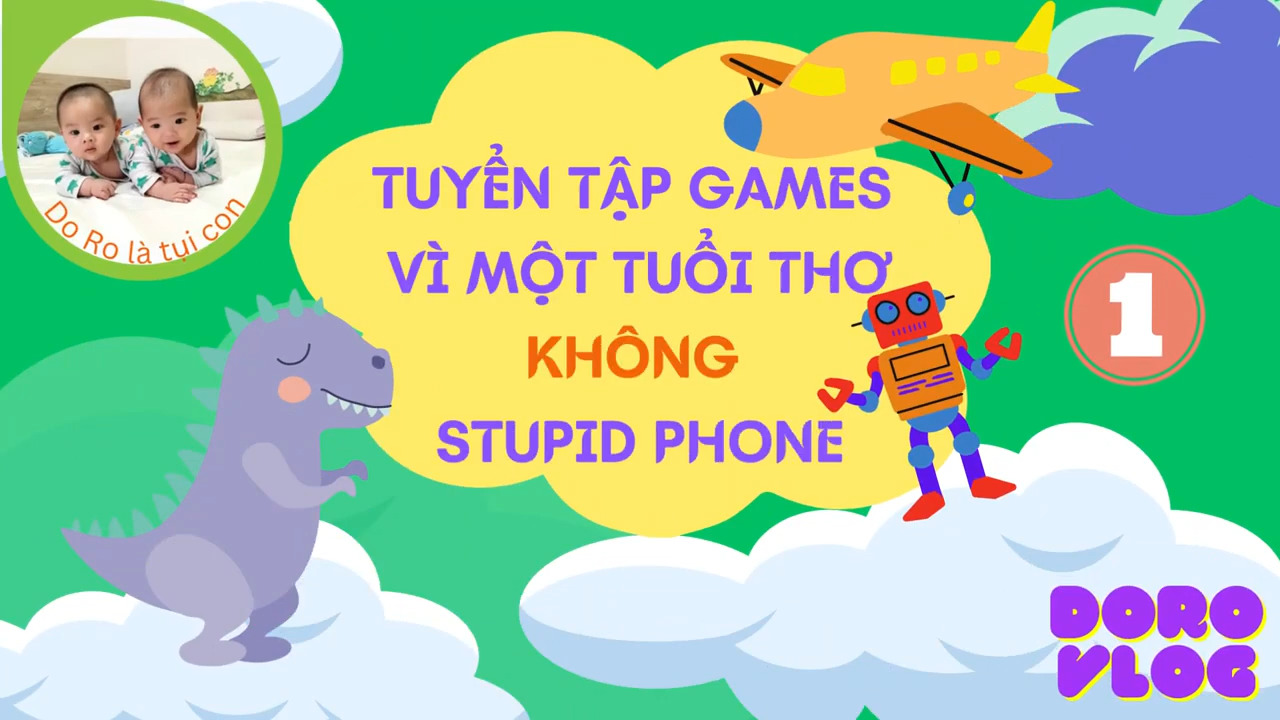 Do Ro là tụi con
TUYỂN TẬP GAMES
VÌ MỘT TUỔI THƠ
KHÔNG
STUPID PHONE
1
DORO
VLOG